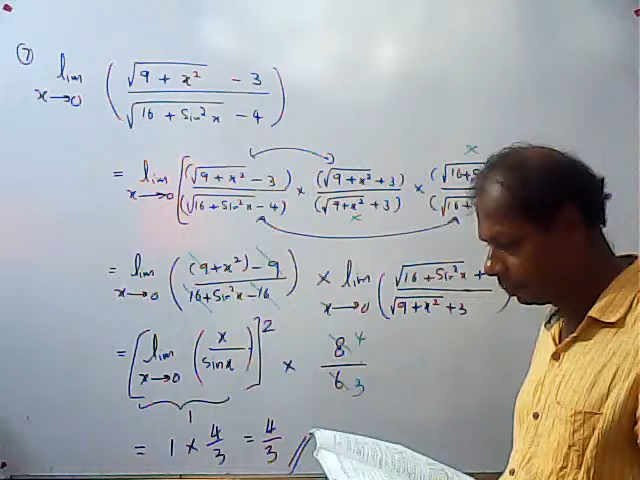 ⑦ lim x→0 ( (√(9 + x²) - 3) / (√(16 + Sin²x) - 4) )
= lim x→0 [ (√(9+x²) - 3) / (√(16+Sin²x) - 4) × (√(9+x²) + 3) / (√(9+x²) + 3) × (√(16+S / (√(16+
= lim x→0 ( ((9+x²) - 9) / (16+Sin²x - 16) ) × lim x→0 ( (√(16+Sin²x) + / (√(9+x²) + 3) )
= [ lim x→0 ( x / sinx ) ]² × 8 4 / 6 3
1
= 1 × 4/3 = 4/3 //